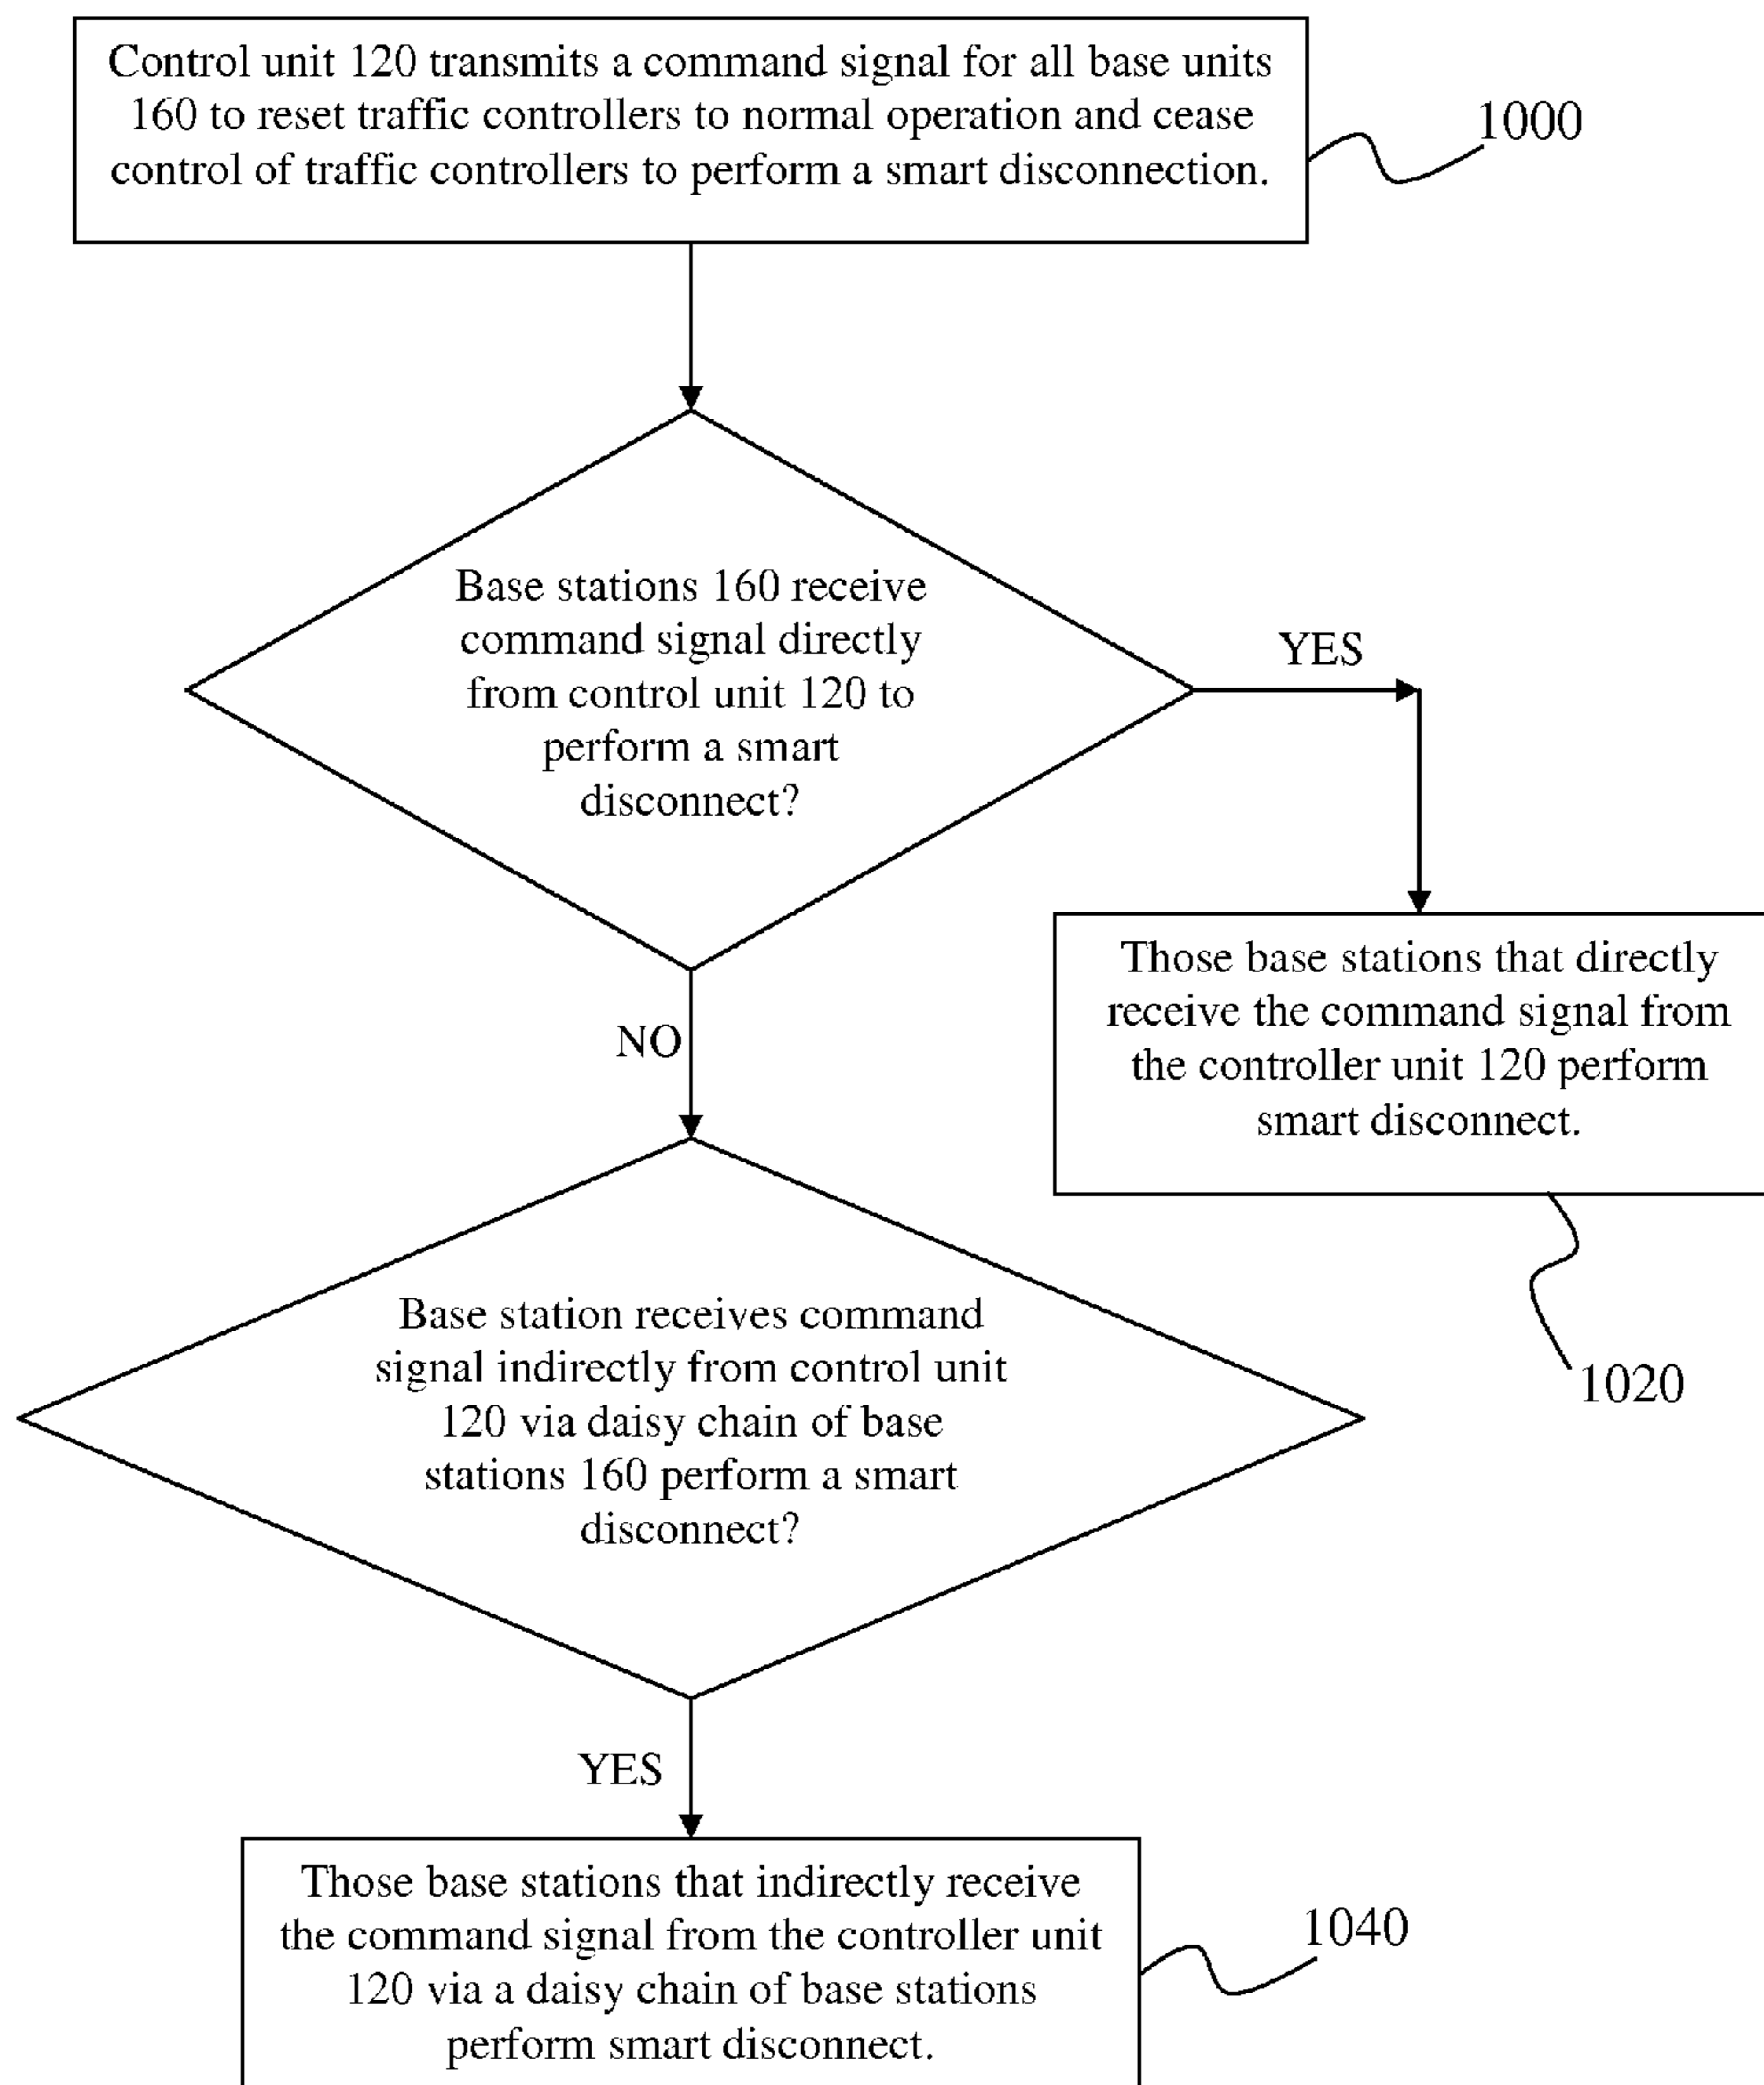 Control unit 120 transmits a command signal for all base units
160 to reset traffic controllers to normal operation and cease
control of traffic controllers to perform a smart disconnection.
1000
Base stations 160 receive
command signal directly
from control unit 120 to
perform a smart
disconnect?
YES
Those base stations that directly
receive the command signal from
the controller unit 120 perform
smart disconnect.
1020
NO
Base station receives command
signal indirectly from control unit
120 via daisy chain of base
stations 160 perform a smart
disconnect?
YES
Those base stations that indirectly receive
the command signal from the controller unit
120 via a daisy chain of base stations
perform smart disconnect.
1040